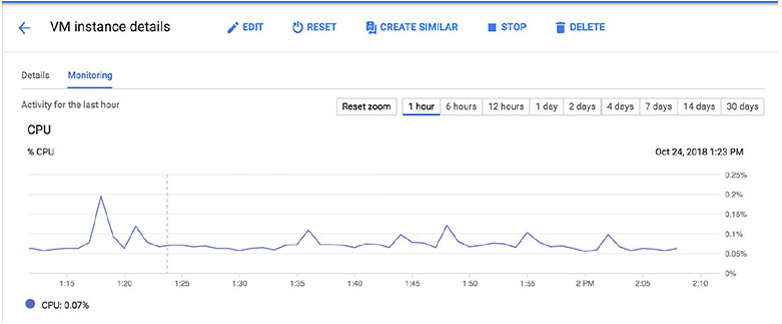 VM instance details EDIT RESET CREATE SIMILAR STOP DELETE
Details Monitoring
Activity for the last hour Reset zoom 1 hour 6 hours 12 hours 1 day 2 days 4 days 7 days 14 days 30 days
CPU
% CPU Oct 24, 2018 1:23 PM
0.25%
0.2%
0.15%
0.1%
0.05%
0%
1:15 1:20 1:25 1:30 1:35 1:40 1:45 1:50 1:55 2 PM 2:05 2:10
CPU: 0.07%